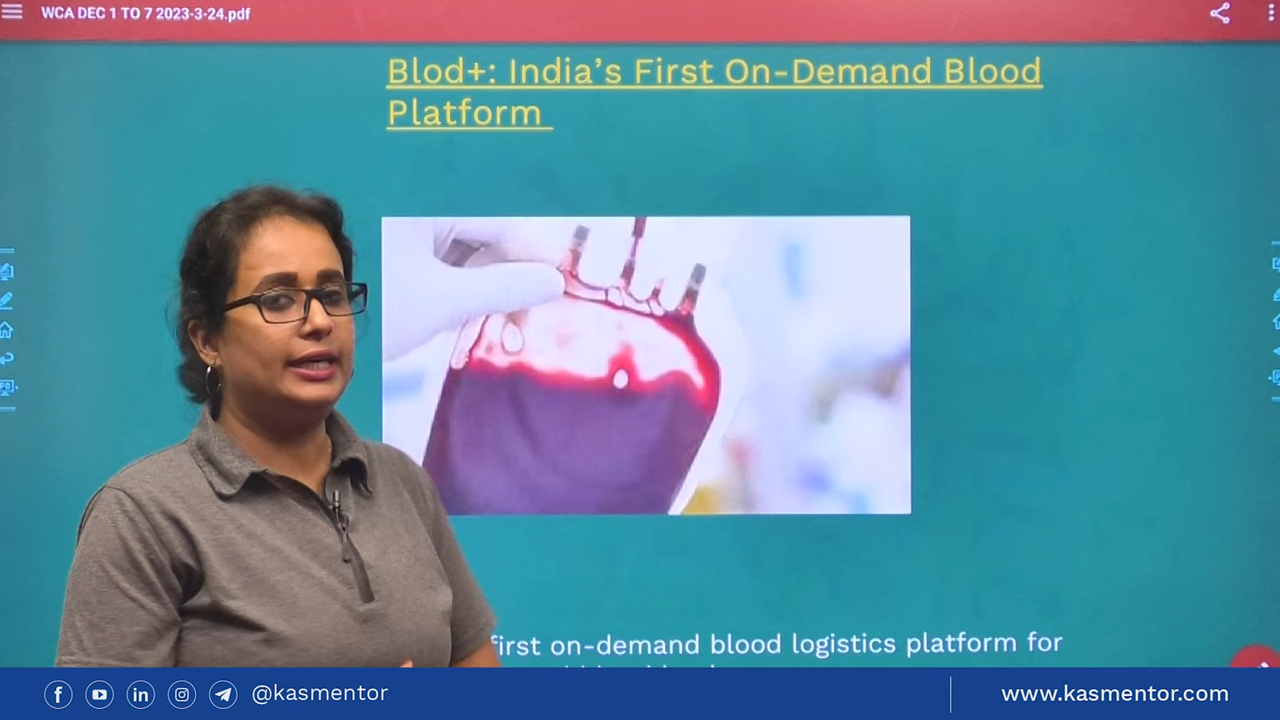 WCA DEC 1 TO 7 2023-3-24.pdf
Blod+: India's First On-Demand Blood
Platform
first on-demand blood logistics platform for
@kasmentor
www.kasmentor.com